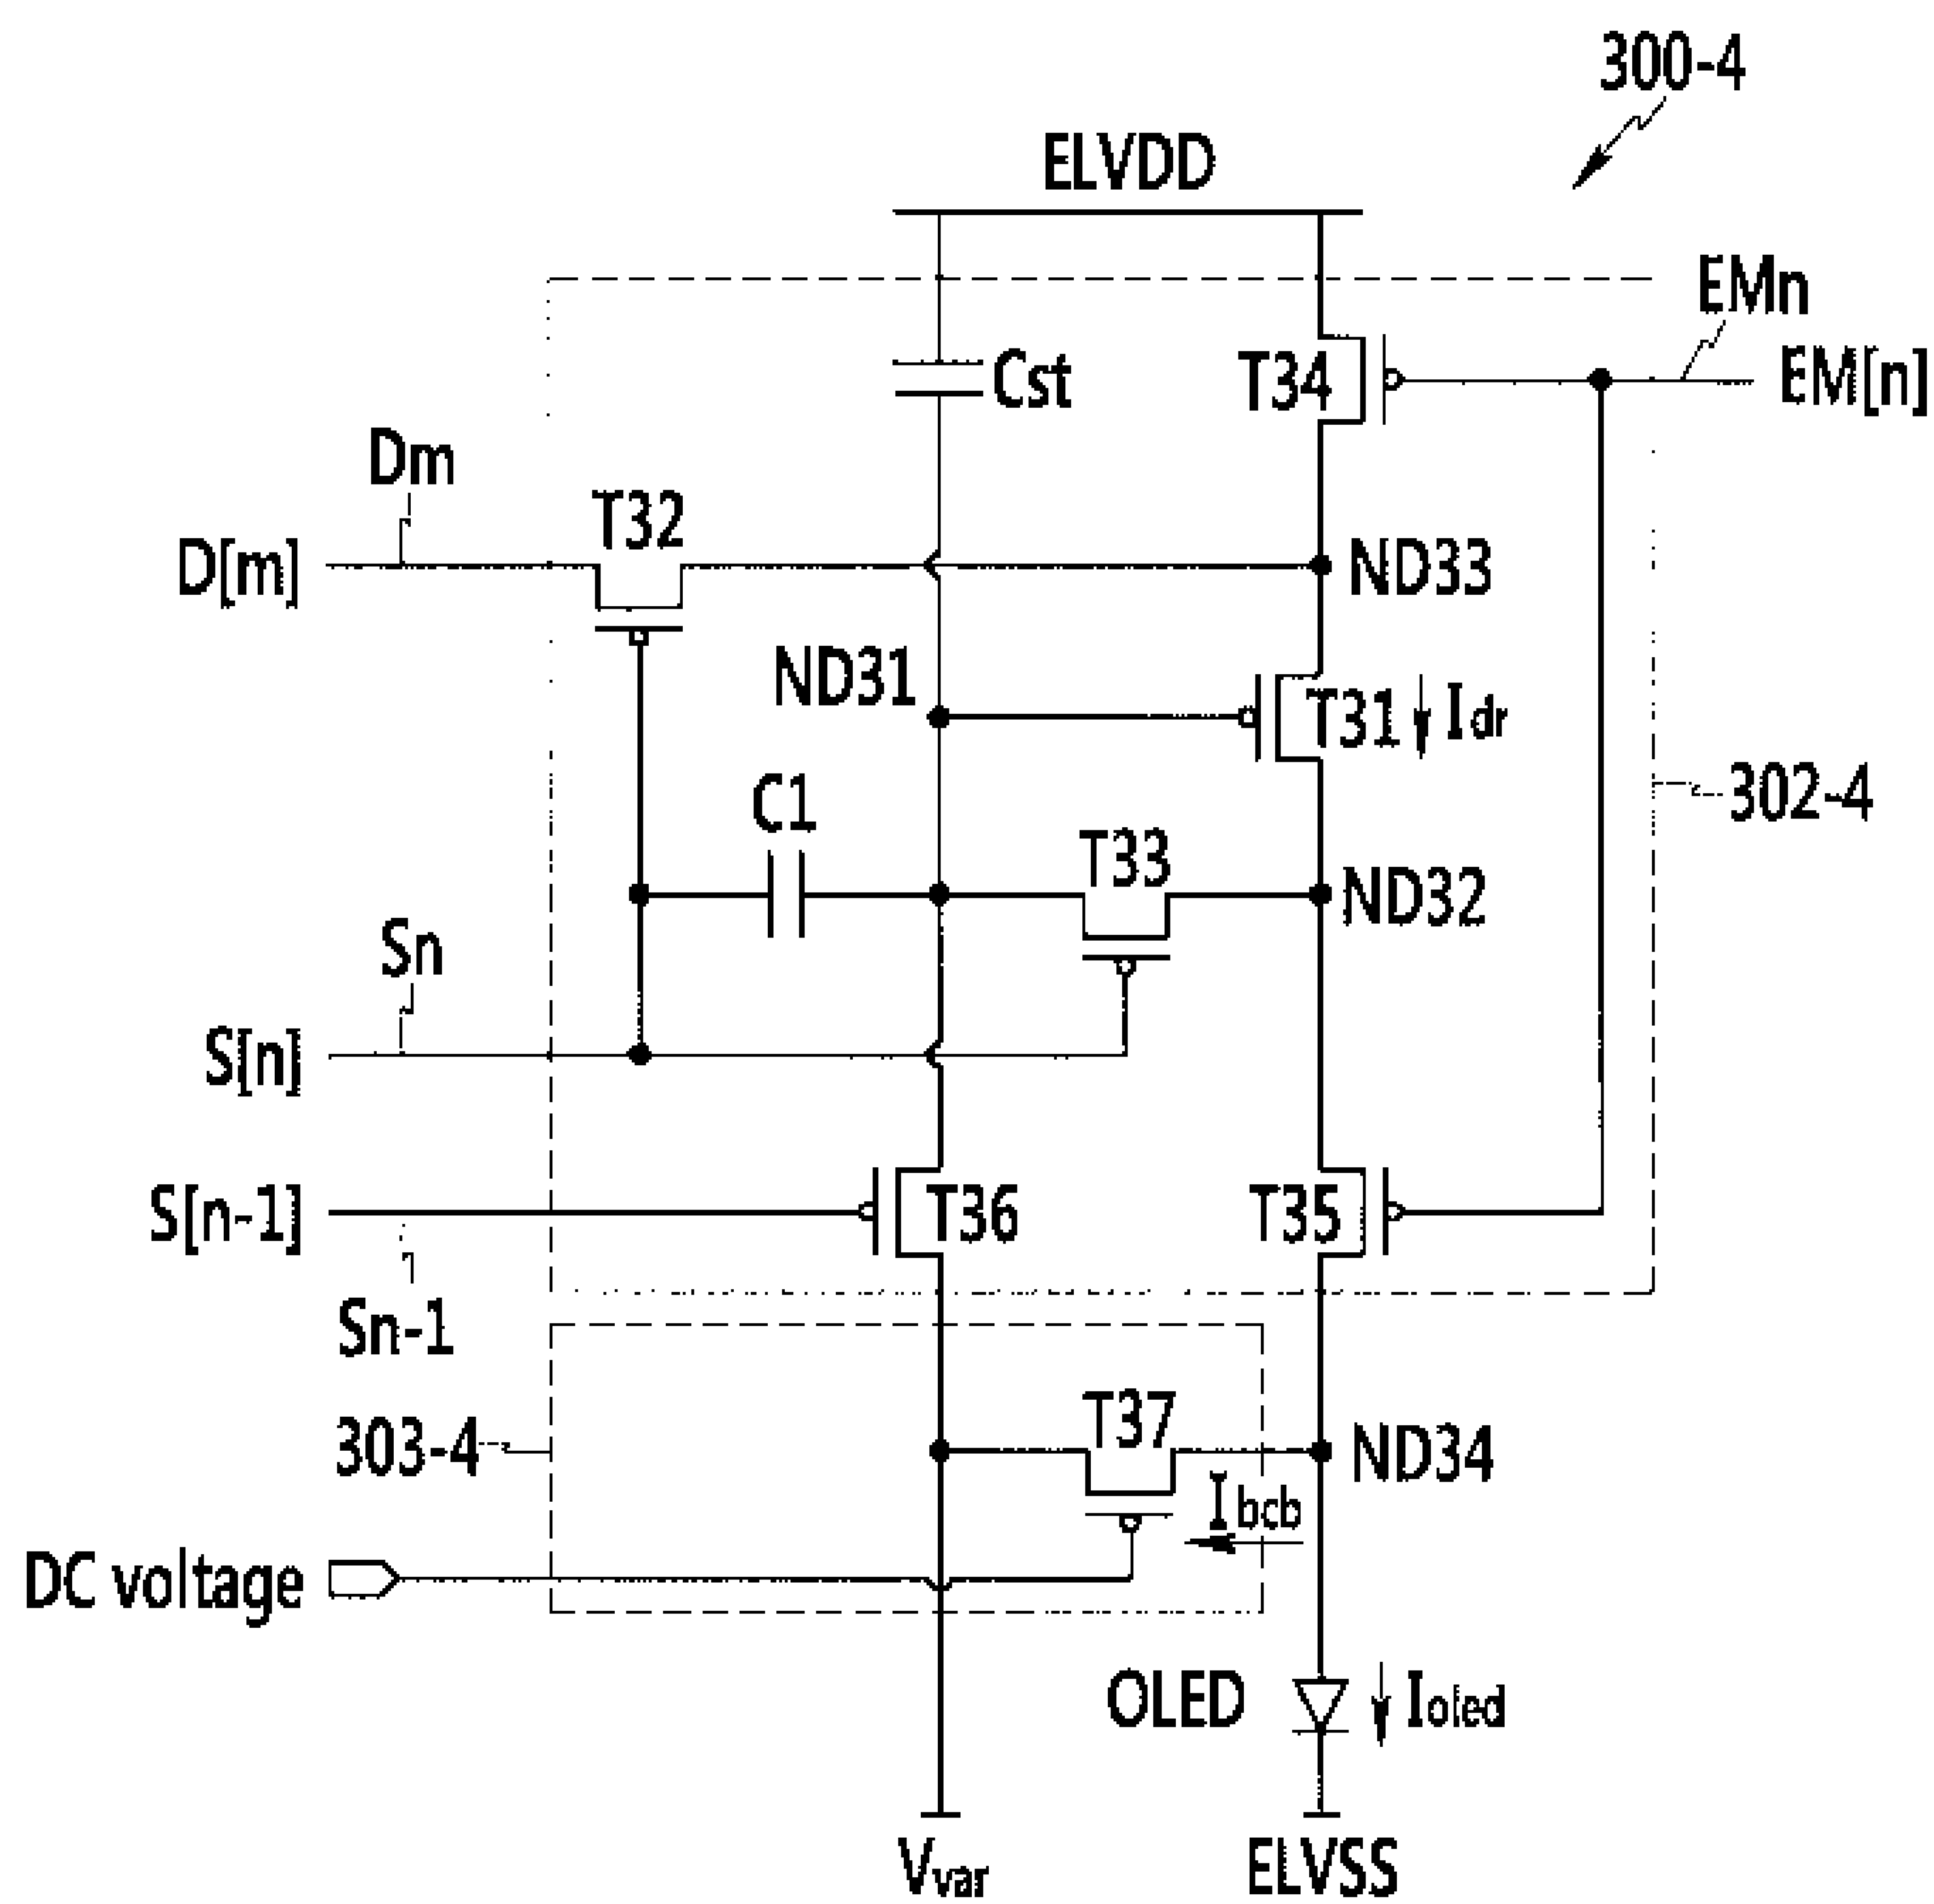 300-4
ELVDD
EMn
Cst
T34
EM[n]
Dm
T32
D[m]
ND33
ND31
T31
Idr
C1
302-4
T33
ND32
Sn
S[n]
S[n-1]
T36
T35
Sn-1
T37
303-4
ND34
Ibcb
DC voltage
OLED
Ioled
Vvar
ELVSS